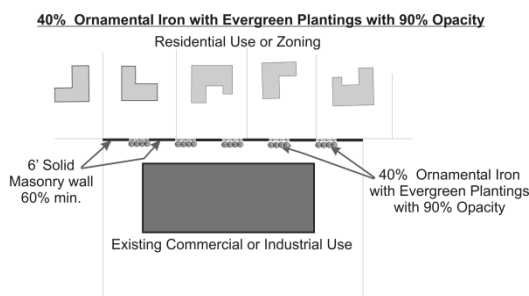 40% Ornamental Iron with Evergreen Plantings with 90% Opacity
Residential Use or Zoning
6' Solid
Masonry wall
60% min.
40% Ornamental Iron
with Evergreen Plantings
with 90% Opacity
Existing Commercial or Industrial Use